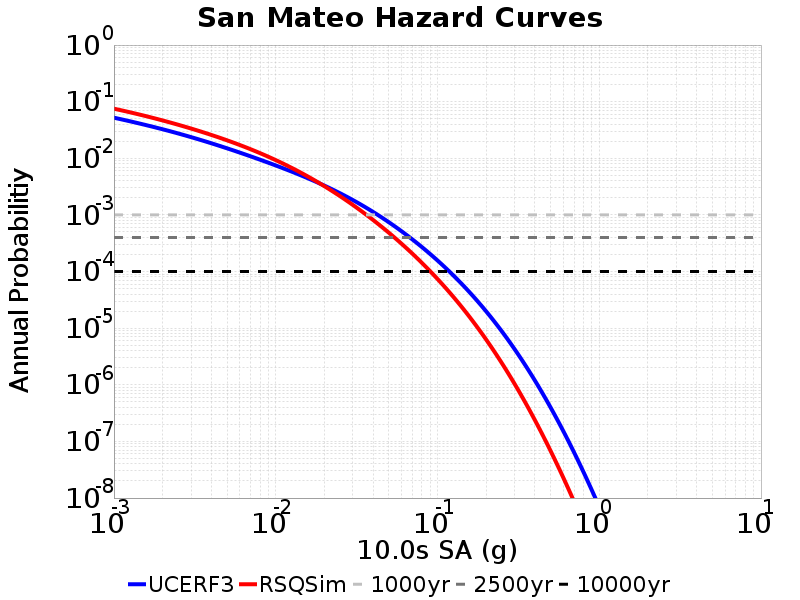 San Mateo Hazard Curves
Annual Probabilitiy
10^0
10^-1
10^-2
10^-3
10^-4
10^-5
10^-6
10^-7
10^-8
10^-3 10^-2 10^-1 10^0 10^1
10.0s SA (g)
UCERF3 RSQSim 1000yr 2500yr 10000yr